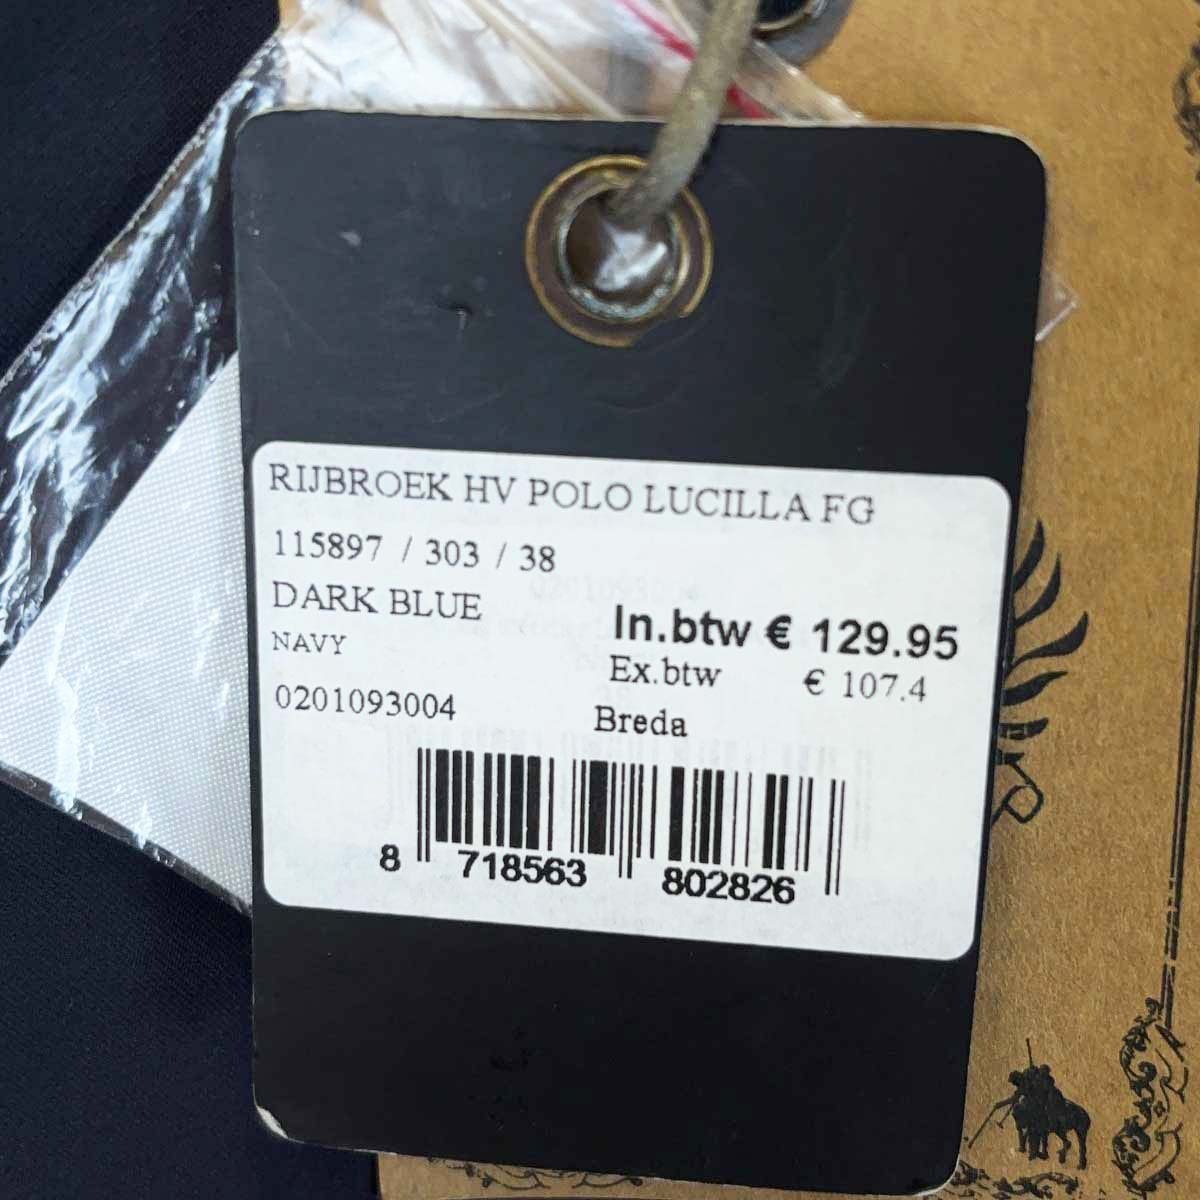 RIJBROEK HV POLO LUCILLA FG
115897 / 303 / 38
DARK BLUE
NAVY
In.btw € 129.95
Ex.btw € 107.4
0201093004
Breda
8 718563 802826